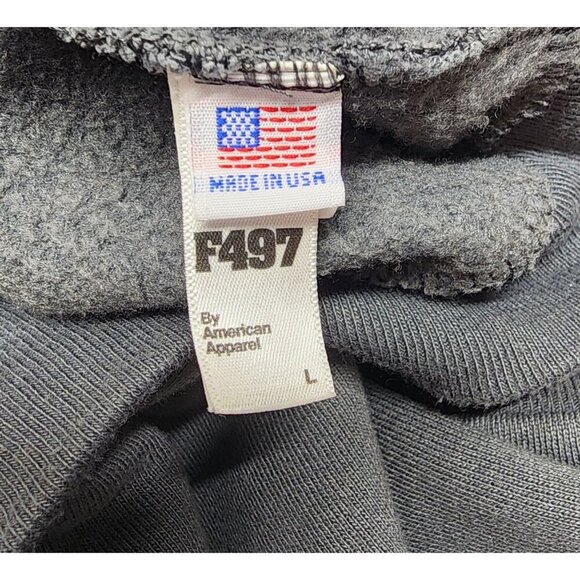 MADE IN USA
F497
By
American
Apparel
L